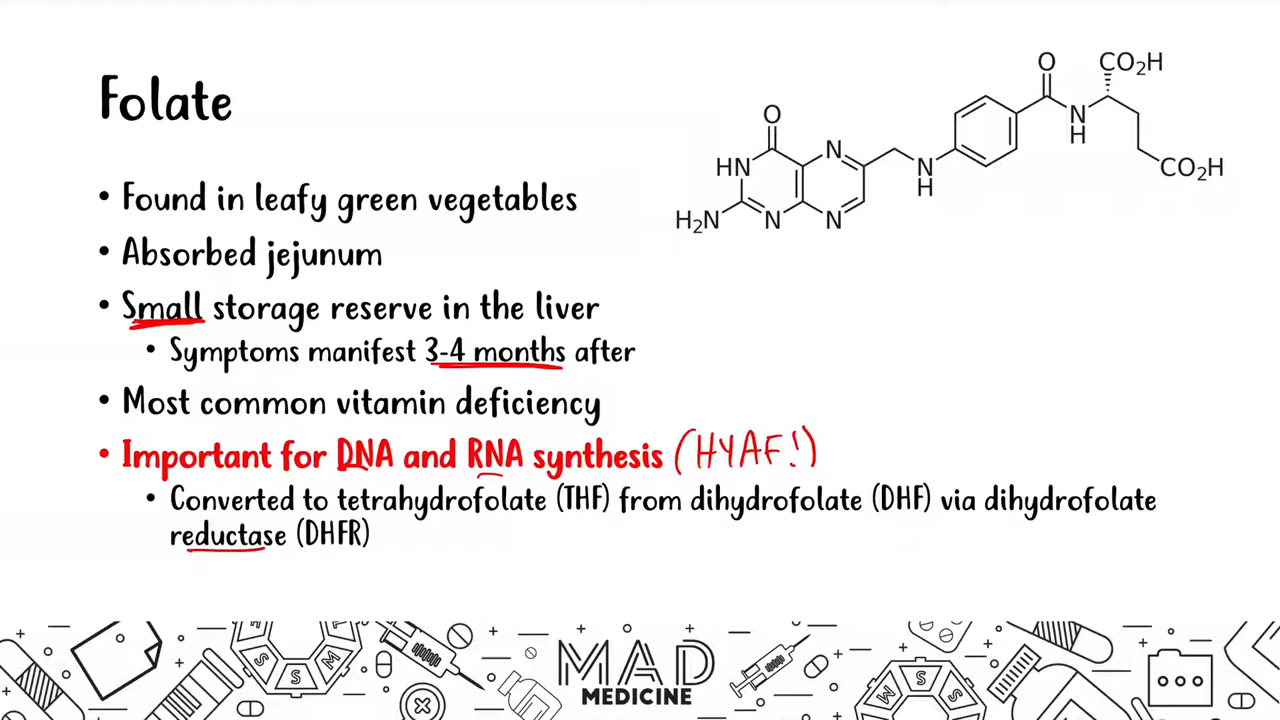 Folate
• Found in leafy green vegetables
• Absorbed jejunum
• Small storage reserve in the liver
• Symptoms manifest 3-4 months after
• Most common vitamin deficiency
• Important for DNA and RNA synthesis (HYAF!)
• Converted to tetrahydrofolate (THF) from dihydrofolate (DHF) via dihydrofolate
reductase (DHFR)
O
HN
H₂N
N
N
N
N
H
O
N
H
CO₂H
CO₂H
S
S
M
MAD
MEDICINE
M
S
S